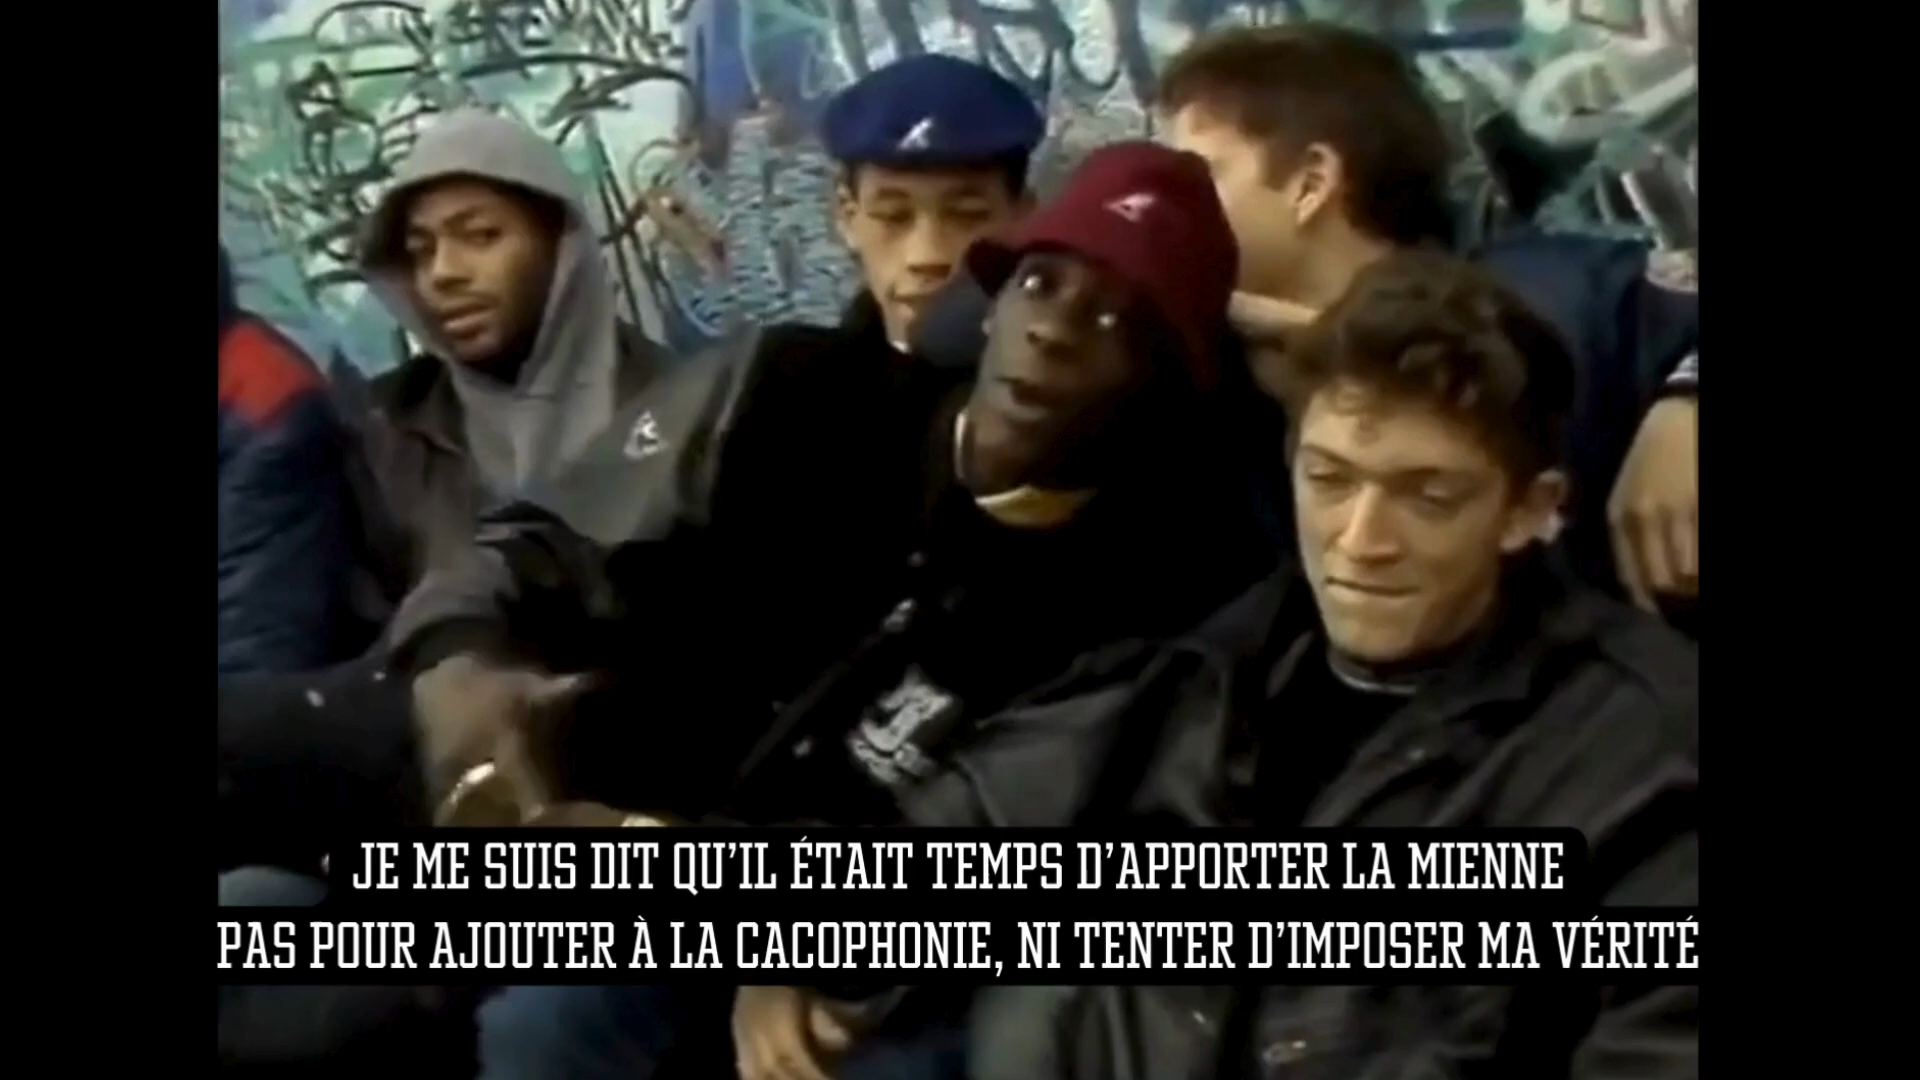 JE ME SUIS DIT QU'IL ÉTAIT TEMPS D'APPORTER LA MIENNE
PAS POUR AJOUTER À LA CACOPHONIE, NI TENTER D'IMPOSER MA VÉRITÉ